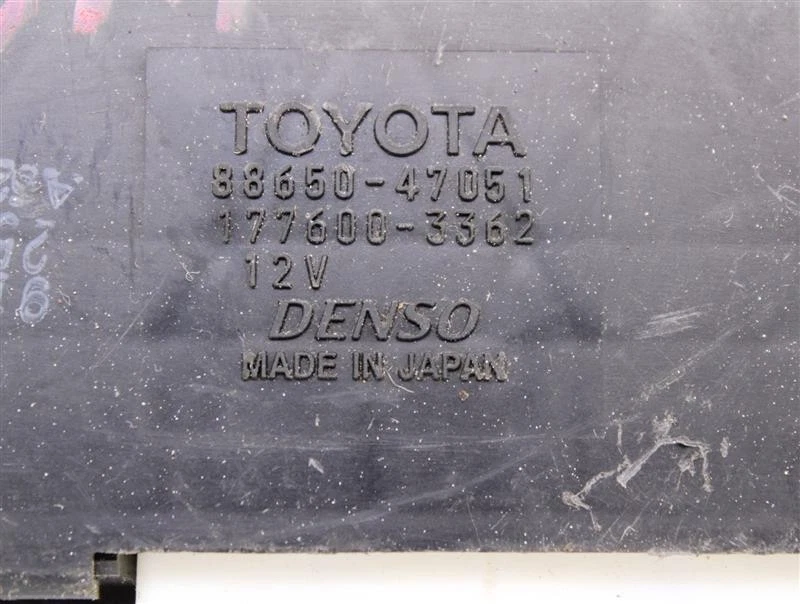 TOYOTA
88650-47051
177600-3362
12V
DENSO
MADE IN JAPAN